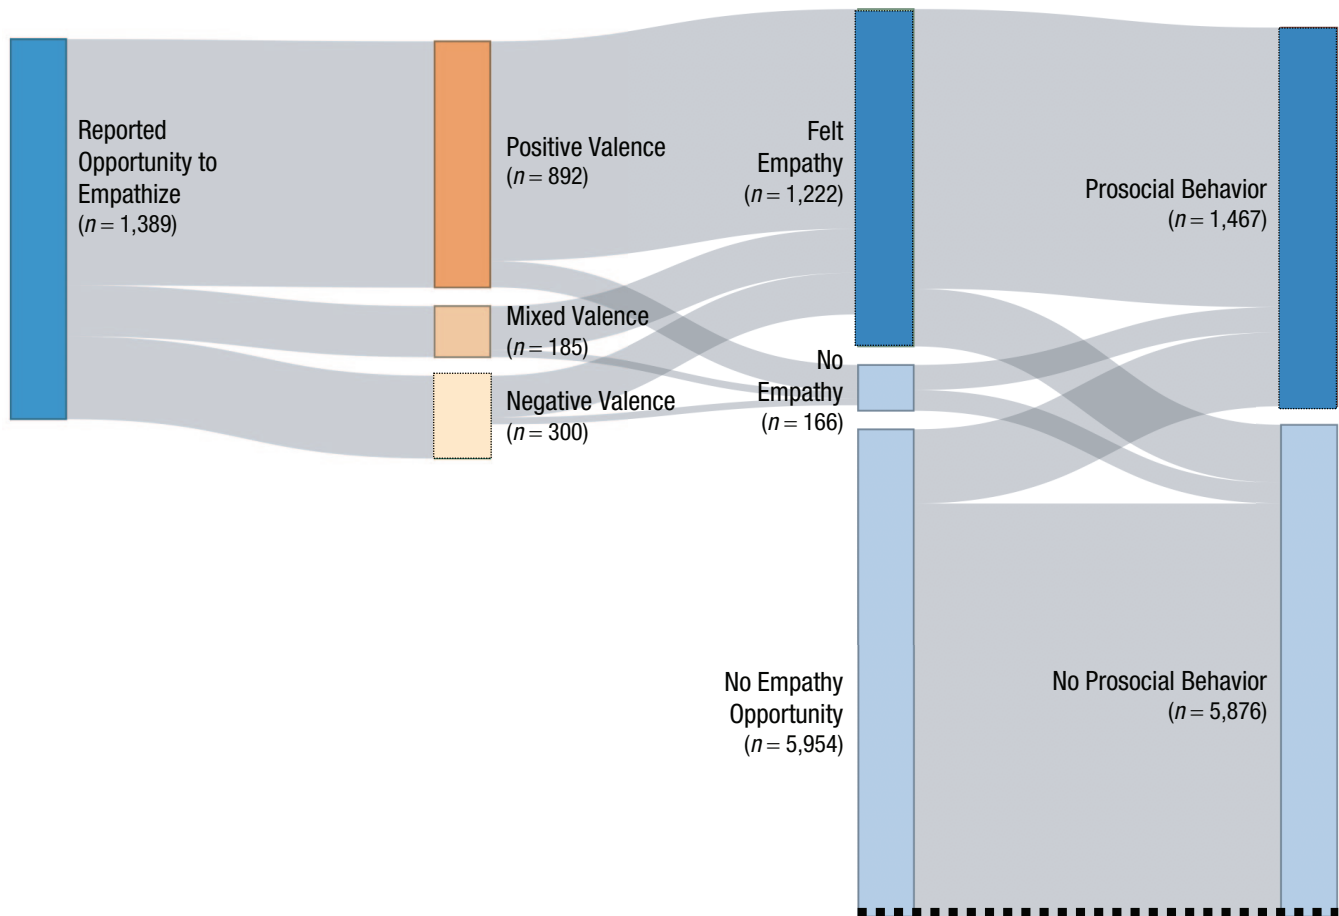 Reported
Opportunity to
Empathize
(n = 1,389)
Positive Valence
(n = 892)
Mixed Valence
(n = 185)
Negative Valence
(n = 300)
Felt
Empathy
(n = 1,222)
No
Empathy
(n = 166)
No Empathy
Opportunity
(n = 5,954)
Prosocial Behavior
(n = 1,467)
No Prosocial Behavior
(n = 5,876)